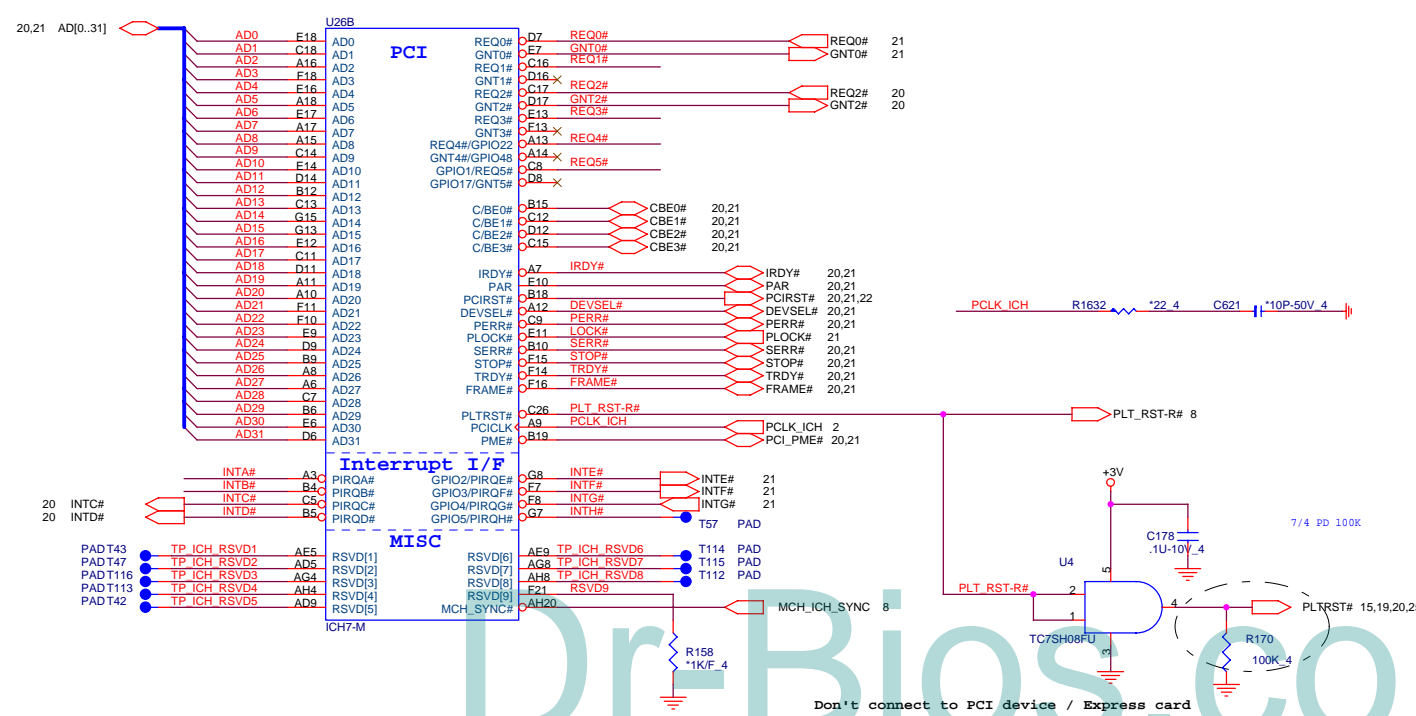 U26B
20,21 AD[0..31]
PCI
AD0 E18 AD0 REQ0# D7 REQ0# REQ0# 21
AD1 C18 AD1 GNT0# E7 GNT0# GNT0# 21
AD2 A16 AD2 REQ1# C16 REQ1#
AD3 F18 AD3 GNT1# D16
AD4 E16 AD4 REQ2# C17 REQ2# REQ2# 20
AD5 A18 AD5 GNT2# D17 GNT2# GNT2# 20
AD6 E17 AD6 REQ3# E13 REQ3#
AD7 A17 AD7 GNT3# F13
AD8 A15 AD8 REQ4#/GPIO22 A13 REQ4#
AD9 C14 AD9 GNT4#/GPIO48 A14
AD10 E14 AD10 GPIO1/REQ5# C8 REQ5#
AD11 D14 AD11 GPIO17/GNT5# D8
AD12 B12 AD12
AD13 C13 AD13 C/BE0# B15 CBE0# 20,21
AD14 G15 AD14 C/BE1# C12 CBE1# 20,21
AD15 G13 AD15 C/BE2# D12 CBE2# 20,21
AD16 E12 AD16 C/BE3# C15 CBE3# 20,21
AD17 C11 AD17
AD18 D11 AD18 IRDY# A7 IRDY# IRDY# 20,21
AD19 A11 AD19 PAR E10 PAR 20,21
AD20 A10 AD20 PCIRST# B18 PCIRST# 20,21,22
AD21 F11 AD21 DEVSEL# A12 DEVSEL# DEVSEL# 20,21
AD22 F10 AD22 PERR# C9 PERR# PERR# 20,21
AD23 E9 AD23 PLOCK# E11 LOCK# PLOCK# 21
AD24 D9 AD24 SERR# B10 SERR# SERR# 20,21
AD25 B9 AD25 STOP# F15 STOP# STOP# 20,21
AD26 A8 AD26 TRDY# F14 TRDY# TRDY# 20,21
AD27 A6 AD27 FRAME# F16 FRAME# FRAME# 20,21
AD28 C7 AD28
AD29 B6 AD29 PLTRST# C26 PLT_RST-R# PLT_RST-R# 8
AD30 E6 AD30 PCICLK A9 PCLK_ICH PCLK_ICH 2
AD31 D6 AD31 PME# B19 PCI_PME# 20,21
PCLK_ICH R1632 *22_4 C621 *10P-50V_4
Interrupt I/F
INTA# A3 PIRQA# GPIO2/PIRQE# G8 INTE# INTE# 21
INTB# B4 PIRQB# GPIO3/PIRQF# F7 INTF# INTF# 21
20 INTC# INTC# C5 PIRQC# GPIO4/PIRQG# F8 INTG# INTG# 21
20 INTD# INTD# B5 PIRQD# GPIO5/PIRQH# G7 INTH# T57 PAD
MISC
PAD T43 TP_ICH_RSVD1 AE5 RSVD[1] RSVD[6] AE9 TP_ICH_RSVD6 T114 PAD
PAD T47 TP_ICH_RSVD2 AD5 RSVD[2] RSVD[7] AG8 TP_ICH_RSVD7 T115 PAD
PAD T116 TP_ICH_RSVD3 AG4 RSVD[3] RSVD[8] AH8 TP_ICH_RSVD8 T112 PAD
PAD T113 TP_ICH_RSVD4 AH4 RSVD[4] RSVD[9] F21 RSVD9
PAD T42 TP_ICH_RSVD5 AD9 RSVD[5] MCH_SYNC# AH20 MCH_ICH_SYNC 8
ICH7-M
R158
*1K/F_4
+3V
7/4 PD 100K
C178
.1U-10V_4
U4
5
PLT_RST-R# 2
1
4 PLTRST# 15,19,20,25
TC7SH08FU
3
R170
100K_4
Don't connect to PCI device / Express card
Dr-Bios.co